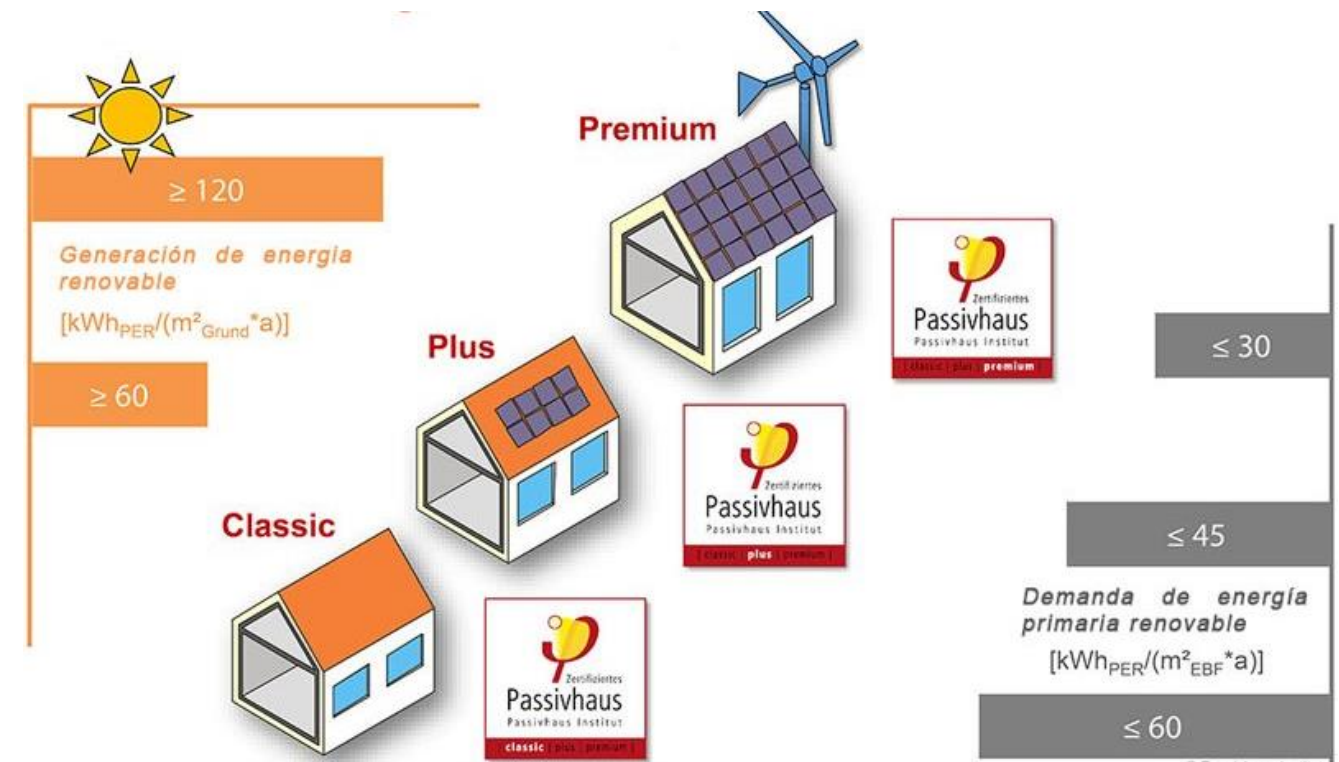 Premium
≥ 120
Generación de energia
renovable
[kWhPER/(m²Grund*a)]
≥ 60
Plus
Classic
Zertifiziertes
Passivhaus
Passivhaus Institut
| classic | plus | premium |
Zertifiziertes
Passivhaus
Passivhaus Institut
| classic | plus | premium |
Zertifiziertes
Passivhaus
Passivhaus Institut
| classic | plus | premium |
≤ 30
≤ 45
Demanda de energía
primaria renovable
[kWhPER/(m²EBF*a)]
≤ 60